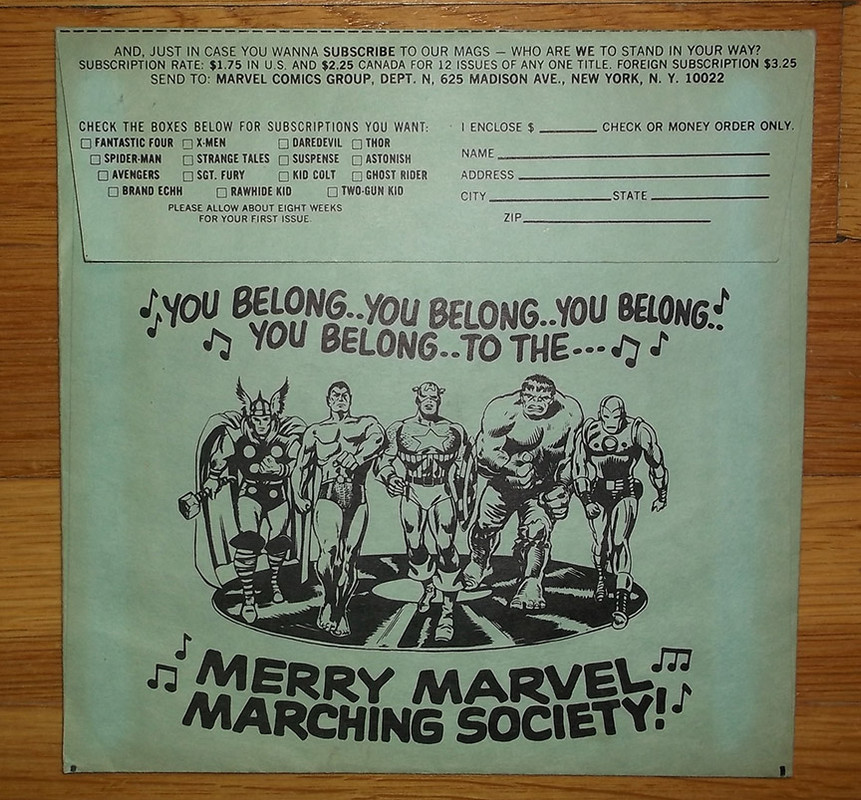 AND, JUST IN CASE YOU WANNA SUBSCRIBE TO OUR MAGS — WHO ARE WE TO STAND IN YOUR WAY?
SUBSCRIPTION RATE: $1.75 IN U.S. AND $2.25 CANADA FOR 12 ISSUES OF ANY ONE TITLE. FOREIGN SUBSCRIPTION $3.25
SEND TO: MARVEL COMICS GROUP, DEPT. N, 625 MADISON AVE., NEW YORK, N. Y. 10022
CHECK THE BOXES BELOW FOR SUBSCRIPTIONS YOU WANT:
FANTASTIC FOUR X-MEN DAREDEVIL THOR
SPIDER-MAN STRANGE TALES SUSPENSE ASTONISH
AVENGERS SGT. FURY KID COLT GHOST RIDER
BRAND ECHH RAWHIDE KID TWO-GUN KID
PLEASE ALLOW ABOUT EIGHT WEEKS
FOR YOUR FIRST ISSUE.
I ENCLOSE $ ______ CHECK OR MONEY ORDER ONLY.
NAME
ADDRESS
CITY STATE
ZIP
YOU BELONG..YOU BELONG..YOU BELONG..
YOU BELONG..TO THE---
MERRY MARVEL
MARCHING SOCIETY!